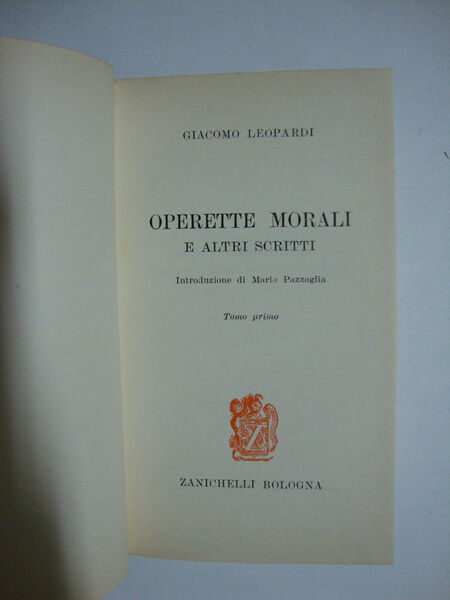 GIACOMO LEOPARDI
OPERETTE MORALI
E ALTRI SCRITTI
Introduzione di Mario Pazzaglia
Tomo primo
Z
ZANICHELLI BOLOGNA